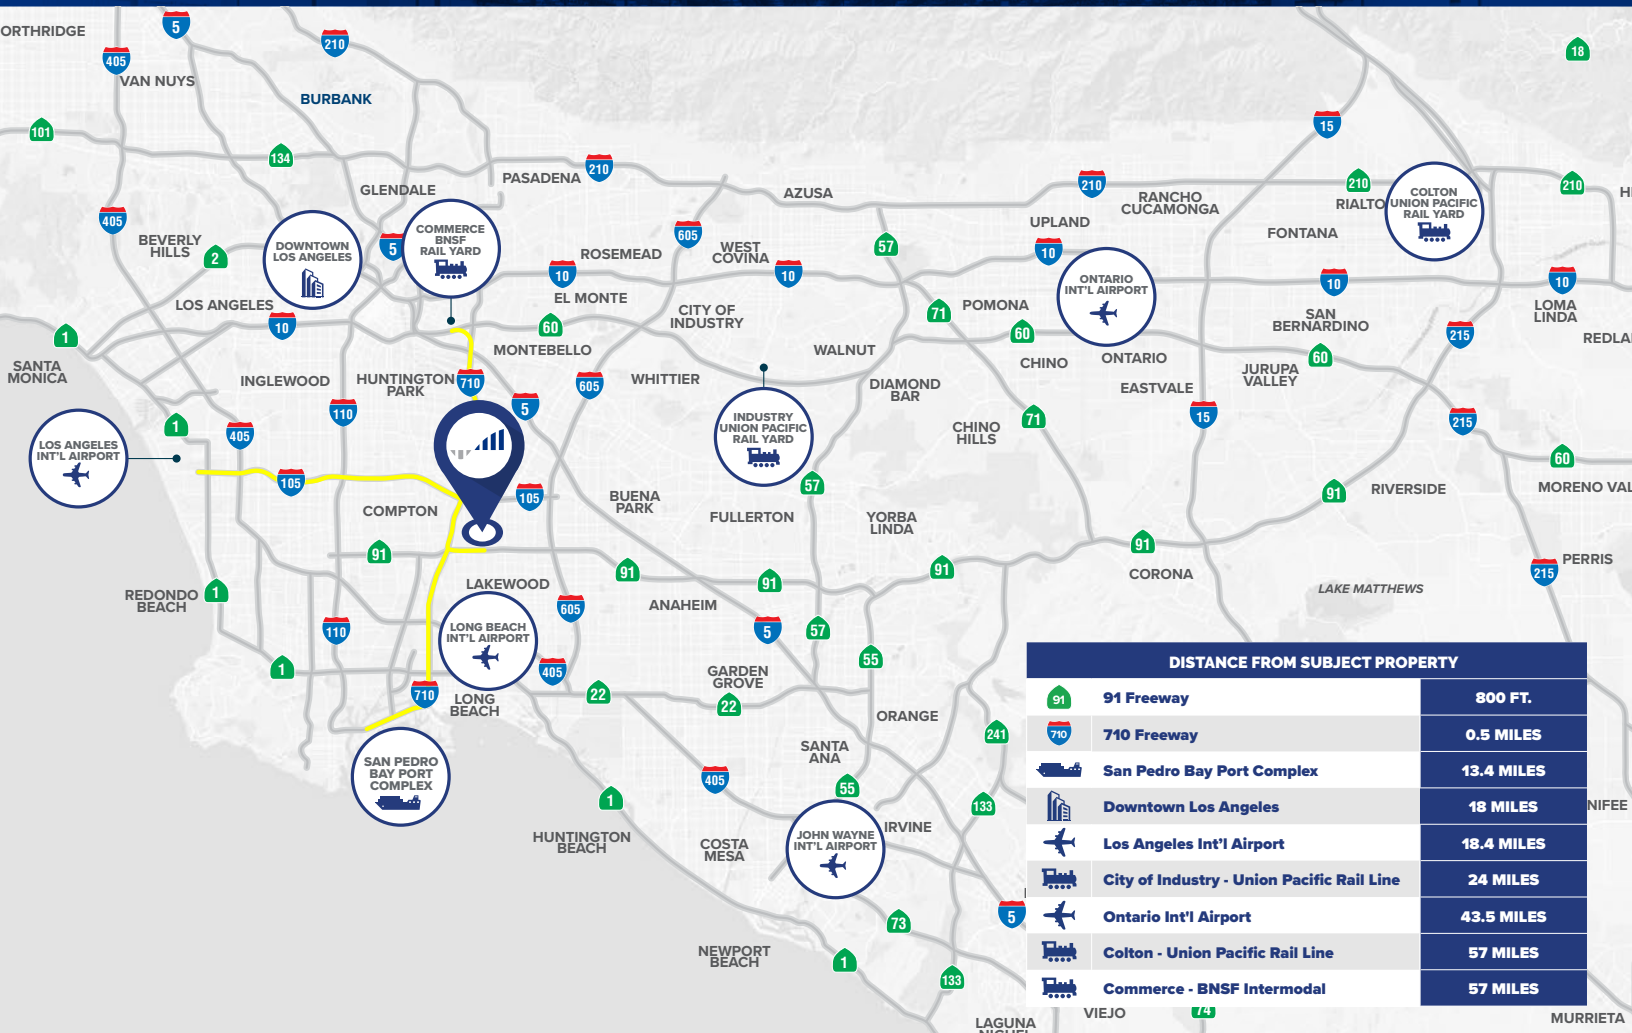 ORTHRIDGE
5
210
405
VAN NUYS
BURBANK
18
101
134
15
GLENDALE
PASADENA
210
AZUSA
210
RANCHO
CUCAMONGA
210
RIALTO
COLTON
UNION PACIFIC
RAIL YARD
210
405
BEVERLY
HILLS
2
DOWNTOWN
LOS ANGELES
5
COMMERCE
BNSF
RAIL YARD
605
ROSEMEAD
WEST
COVINA
57
UPLAND
10
FONTANA
10
10
ONTARIO
INT'L AIRPORT
10
10
LOS ANGELES
10
EL MONTE
CITY OF
INDUSTRY
60
71
POMONA
60
SAN
BERNARDINO
LOMA
LINDA
215
REDLA
1
SANTA
MONICA
MONTEBELLO
WALNUT
CHINO
ONTARIO
60
JURUPA
VALLEY
INGLEWOOD
HUNTINGTON
PARK
710
605
WHITTIER
DIAMOND
BAR
EASTVALE
110
5
1
405
INDUSTRY
UNION PACIFIC
RAIL YARD
CHINO
HILLS
71
15
215
LOS ANGELES
INT'L AIRPORT
60
105
105
57
91
RIVERSIDE
MORENO VAL
COMPTON
BUENA
PARK
FULLERTON
YORBA
LINDA
91
91
91
91
91
CORONA
215
PERRIS
LAKEWOOD
LAKE MATTHEWS
REDONDO
BEACH
1
605
ANAHEIM
110
LONG BEACH
INT'L AIRPORT
5
57
55
1
405
GARDEN
GROVE
710
LONG
BEACH
22
22
ORANGE
241
SANTA
ANA
SAN PEDRO
BAY PORT
COMPLEX
405
55
1
133
HUNTINGTON
BEACH
COSTA
MESA
JOHN WAYNE
INT'L AIRPORT
IRVINE
NIFEE
5
73
NEWPORT
BEACH
1
133
LAGUNA
VIEJO
74
MURRIETA
DISTANCE FROM SUBJECT PROPERTY
91 91 Freeway 800 FT.
710 710 Freeway 0.5 MILES
San Pedro Bay Port Complex 13.4 MILES
Downtown Los Angeles 18 MILES
Los Angeles Int'l Airport 18.4 MILES
City of Industry - Union Pacific Rail Line 24 MILES
Ontario Int'l Airport 43.5 MILES
Colton - Union Pacific Rail Line 57 MILES
Commerce - BNSF Intermodal 57 MILES